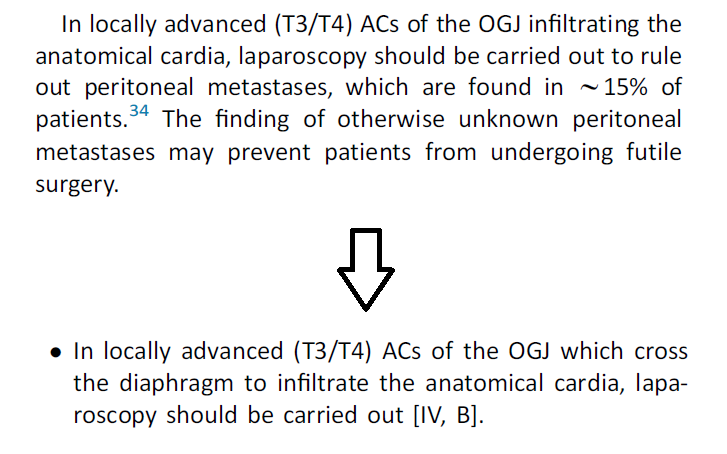 In locally advanced (T3/T4) ACs of the OGJ infiltrating the
anatomical cardia, laparoscopy should be carried out to rule
out peritoneal metastases, which are found in ~15% of
patients.34 The finding of otherwise unknown peritoneal
metastases may prevent patients from undergoing futile
surgery.
• In locally advanced (T3/T4) ACs of the OGJ which cross
the diaphragm to infiltrate the anatomical cardia, lapa-
roscopy should be carried out [IV, B].